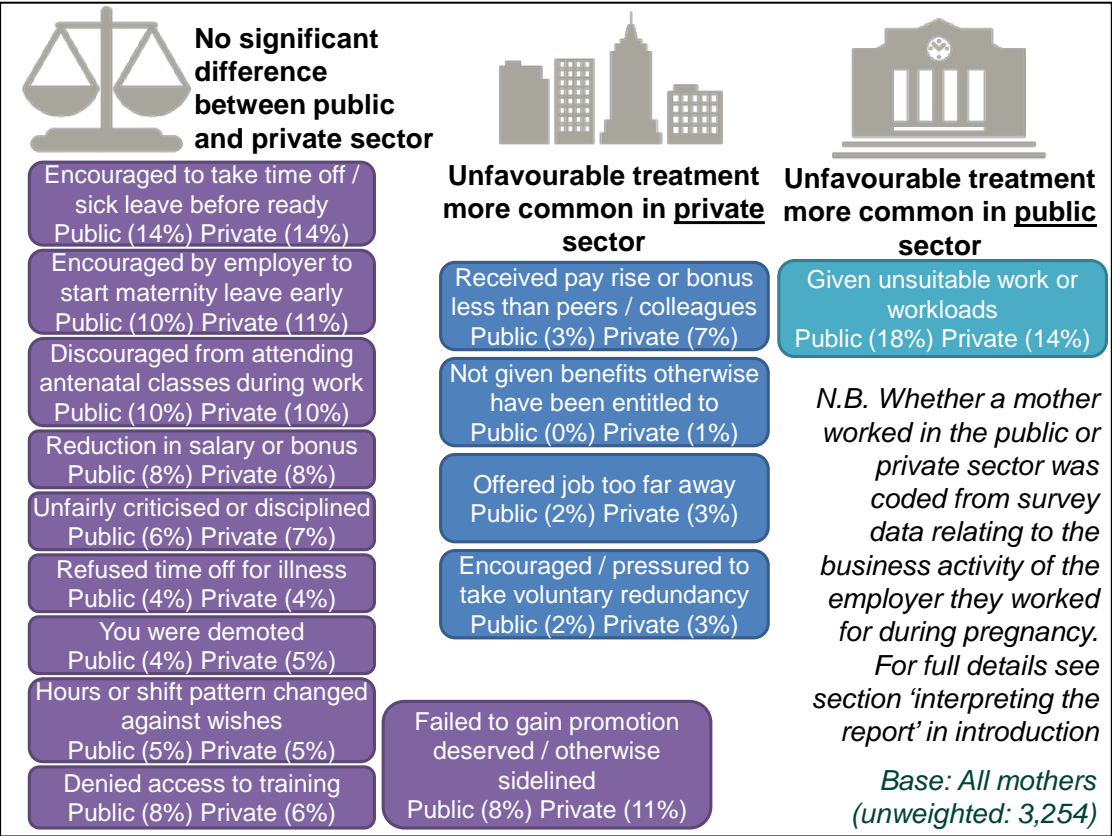 No significant
difference
between public
and private sector
Encouraged to take time off /
sick leave before ready
Public (14%) Private (14%)
Encouraged by employer to
start maternity leave early
Public (10%) Private (11%)
Discouraged from attending
antenatal classes during work
Public (10%) Private (10%)
Reduction in salary or bonus
Public (8%) Private (8%)
Unfairly criticised or disciplined
Public (6%) Private (7%)
Refused time off for illness
Public (4%) Private (4%)
You were demoted
Public (4%) Private (5%)
Hours or shift pattern changed
against wishes
Public (5%) Private (5%)
Denied access to training
Public (8%) Private (6%)
Failed to gain promotion
deserved / otherwise
sidelined
Public (8%) Private (11%)
Unfavourable treatment
more common in private
sector
Received pay rise or bonus
less than peers / colleagues
Public (3%) Private (7%)
Not given benefits otherwise
have been entitled to
Public (0%) Private (1%)
Offered job too far away
Public (2%) Private (3%)
Encouraged / pressured to
take voluntary redundancy
Public (2%) Private (3%)
Unfavourable treatment
more common in public
sector
Given unsuitable work or
workloads
Public (18%) Private (14%)
N.B. Whether a mother
worked in the public or
private sector was
coded from survey
data relating to the
business activity of the
employer they worked
for during pregnancy.
For full details see
section ‘interpreting the
report’ in introduction
Base: All mothers
(unweighted: 3,254)